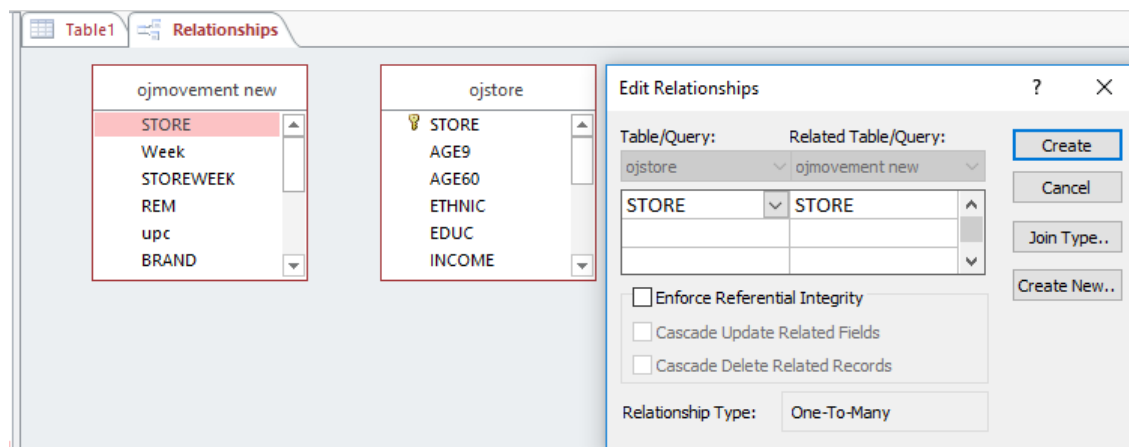 Table1 Relationships
ojmovement new
STORE
Week
STOREWEEK
REM
upc
BRAND
ojstore
STORE
AGE9
AGE60
ETHNIC
EDUC
INCOME
Edit Relationships ? X
Table/Query: Related Table/Query:
ojstore ojmovement new
STORE STORE
Enforce Referential Integrity
Cascade Update Related Fields
Cascade Delete Related Records
Relationship Type: One-To-Many
Create
Cancel
Join Type..
Create New..